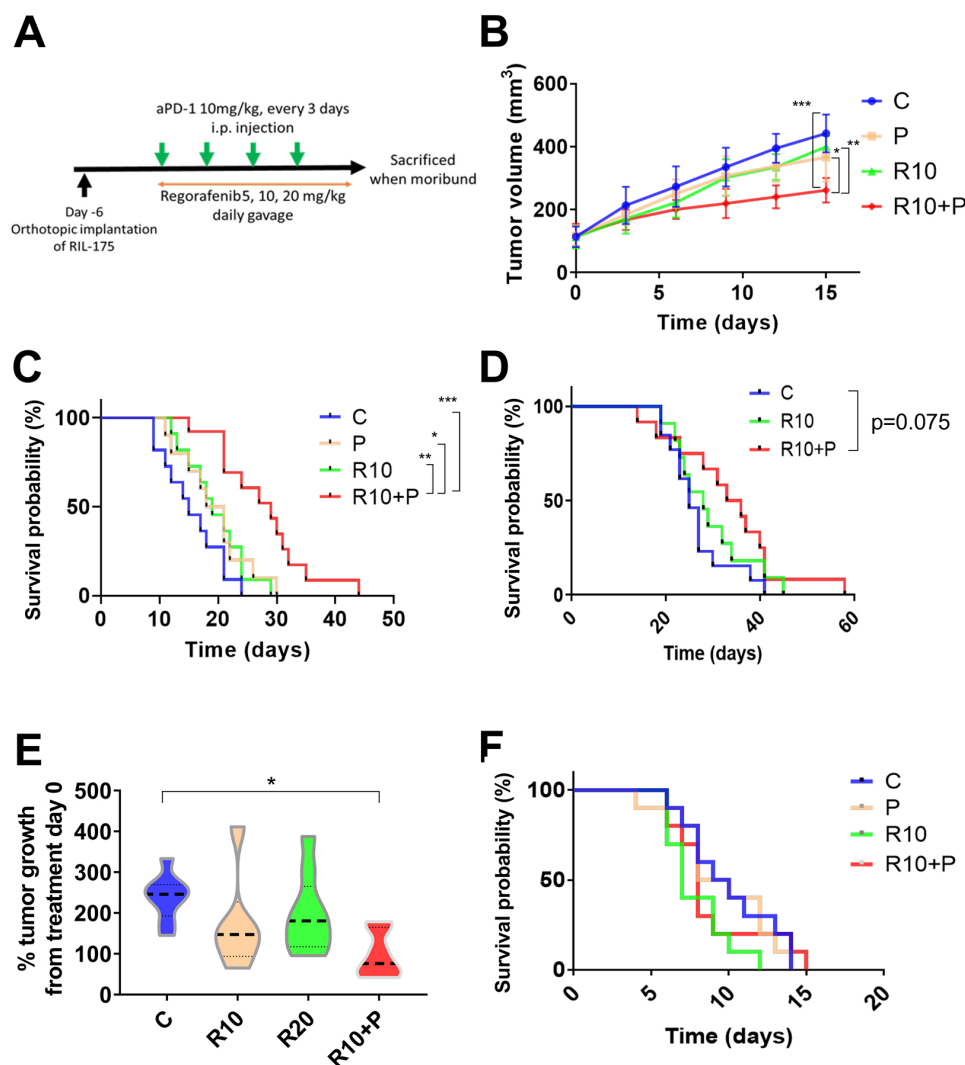 A
aPD-1 10mg/kg, every 3 days
i.p. injection
Sacrificed
when moribund
Regorafenib5, 10, 20 mg/kg
daily gavage
Day -6
Orthotopic implantation
of RIL-175
B
Tumor volume (mm³)
600
400
200
0
0 5 10 15
Time (days)
***
*
**
C
P
R10
R10+P
C
Survival probability (%)
100
50
0
0 10 20 30 40 50
Time (days)
C
P
R10
R10+P
***
*
**
D
Survival probability (%)
100
50
0
0 20 40 60
Time (days)
C
R10
R10+P
p=0.075
E
% tumor growth
from treatment day 0
500
400
300
200
100
0
*
C R10 R20 R10+P
F
Survival probability (%)
100
50
0
0 5 10 15 20
Time (days)
C
P
R10
R10+P